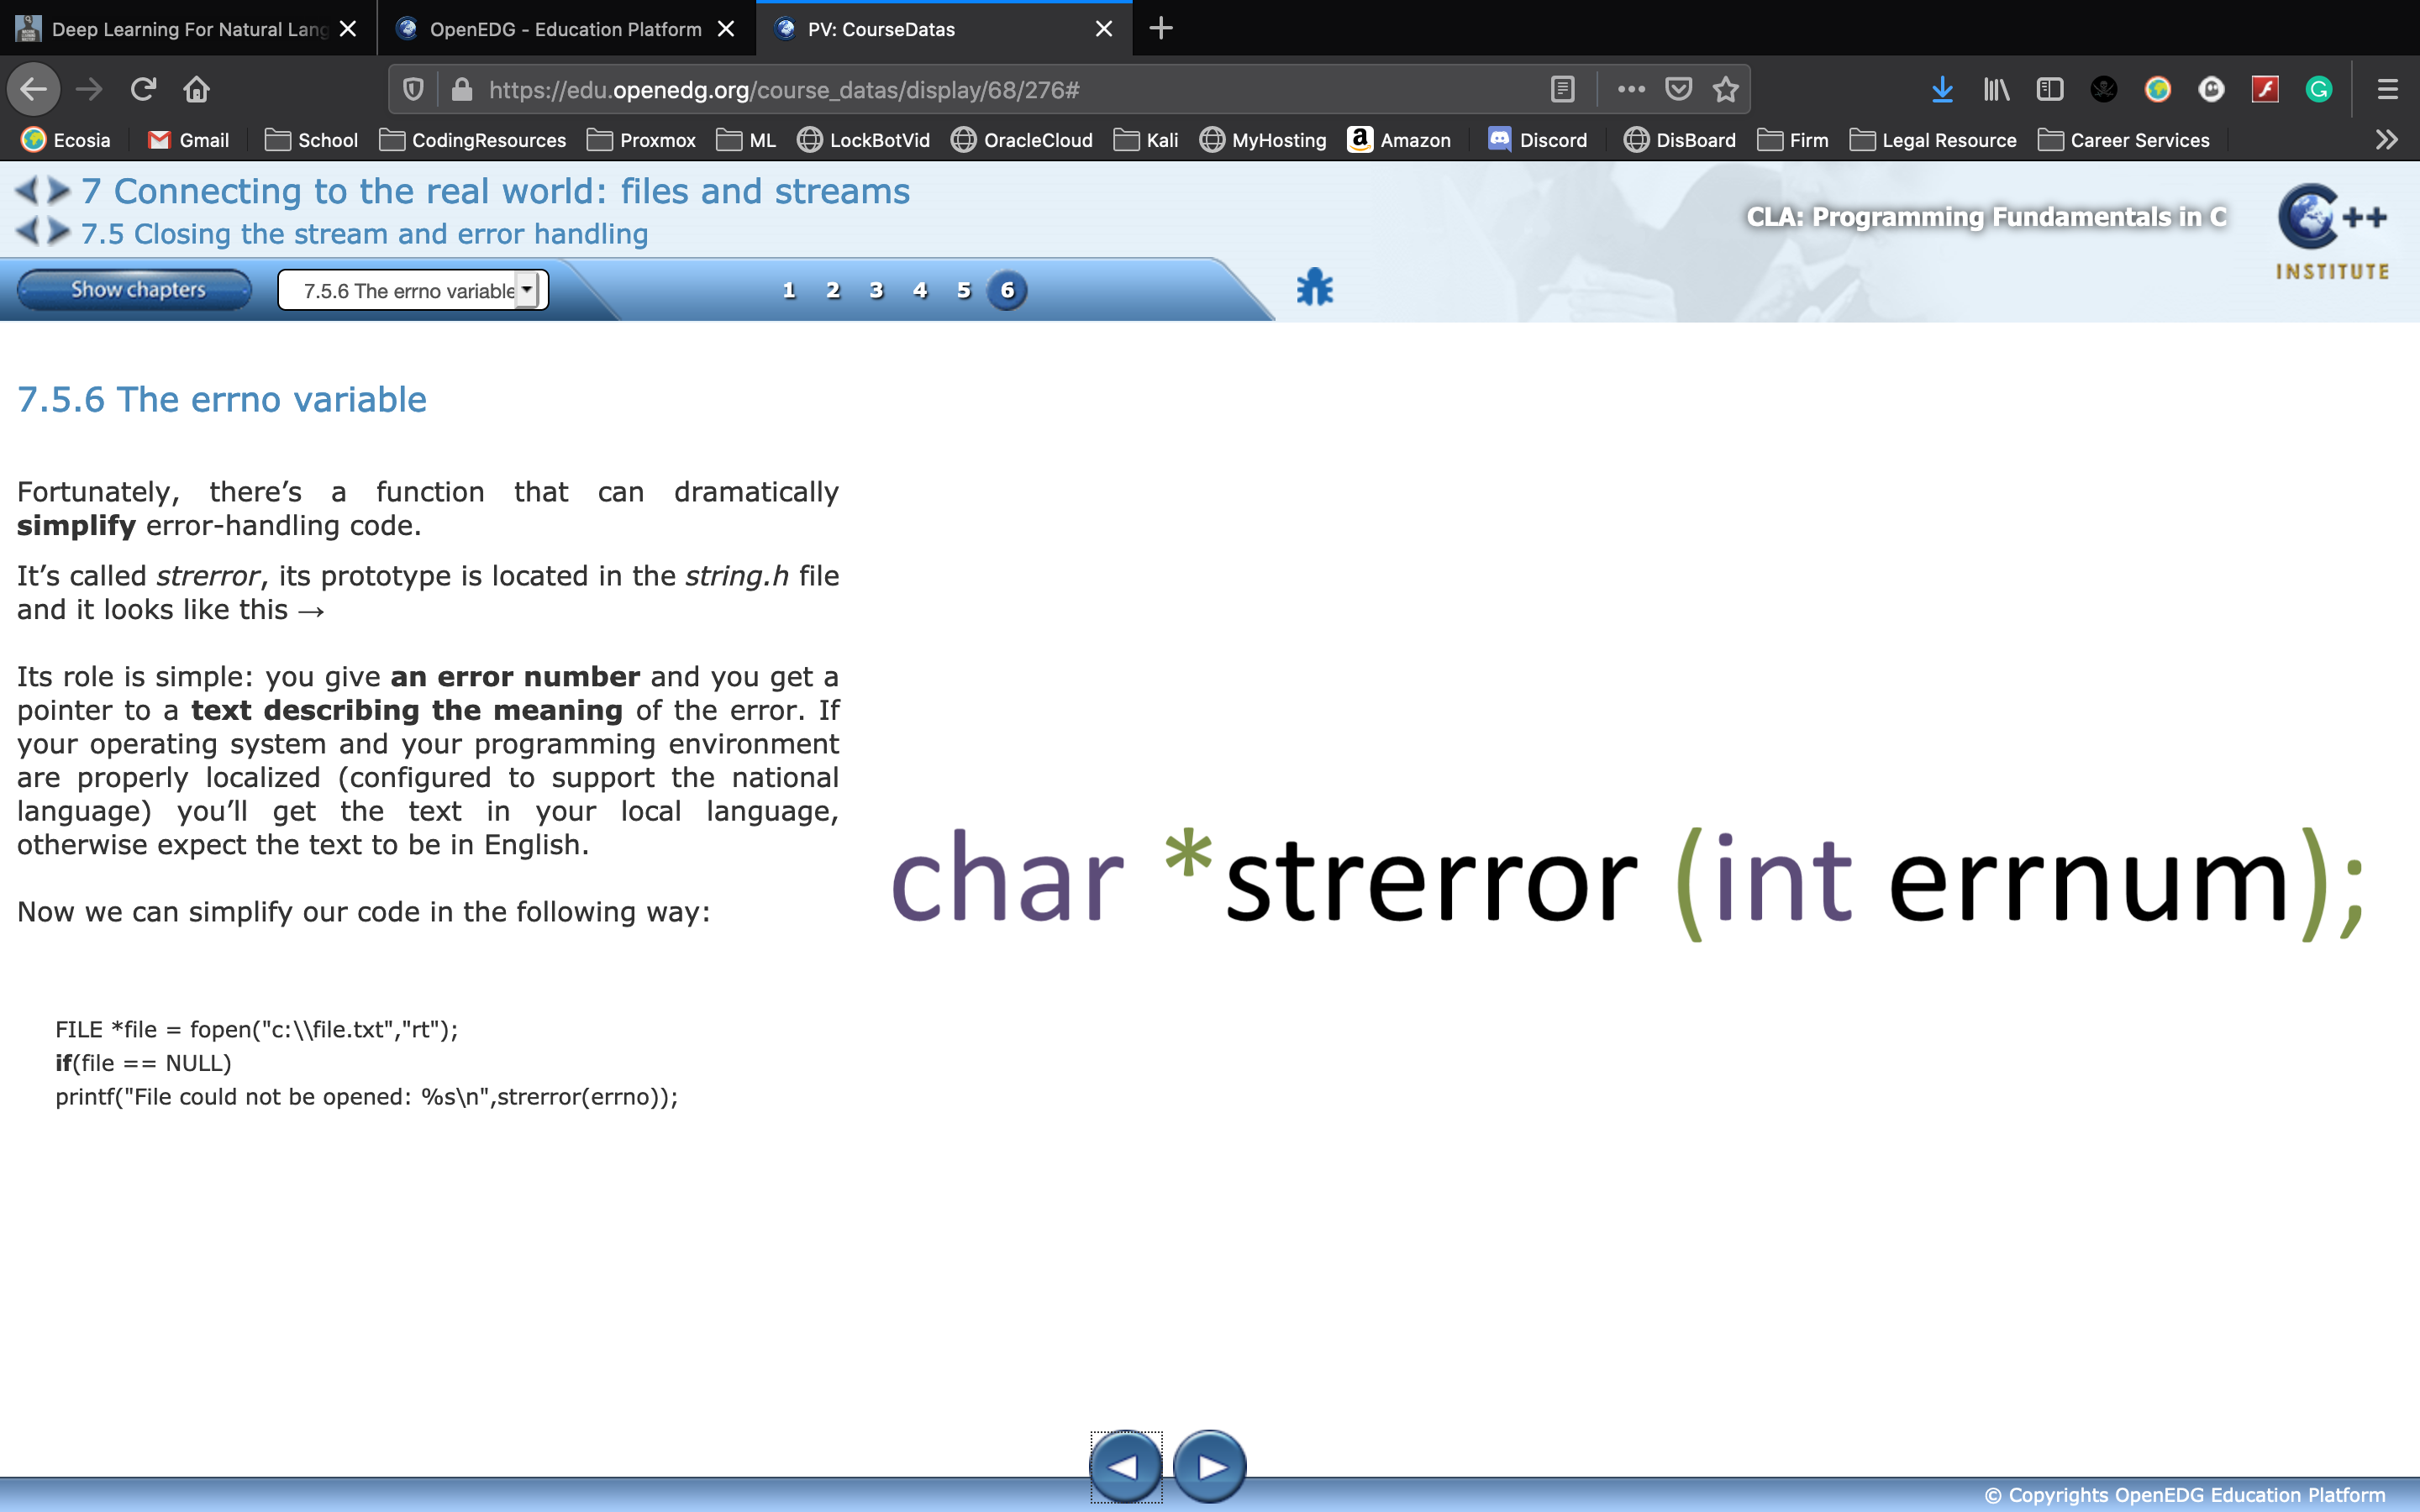 Deep Learning For Natural Lang
OpenEDG - Education Platform
PV: CourseDatas
https://edu.openedg.org/course_datas/display/68/276#
Ecosia
Gmail
School
CodingResources
Proxmox
ML
LockBotVid
OracleCloud
Kali
MyHosting
Amazon
Discord
DisBoard
Firm
Legal Resource
Career Services
7 Connecting to the real world: files and streams
7.5 Closing the stream and error handling
CLA: Programming Fundamentals in C
C++
INSTITUTE
Show chapters
7.5.6 The errno variable
1 2 3 4 5 6
7.5.6 The errno variable
Fortunately, there’s a function that can dramatically
simplify error-handling code.
It’s called strerror, its prototype is located in the string.h file
and it looks like this →
Its role is simple: you give an error number and you get a
pointer to a text describing the meaning of the error. If
your operating system and your programming environment
are properly localized (configured to support the national
language) you’ll get the text in your local language,
otherwise expect the text to be in English.
Now we can simplify our code in the following way:
FILE *file = fopen("c:\\file.txt","rt");
if(file == NULL)
printf("File could not be opened: %s\n",strerror(errno));
char *strerror (int errnum);
© Copyrights OpenEDG Education Platform